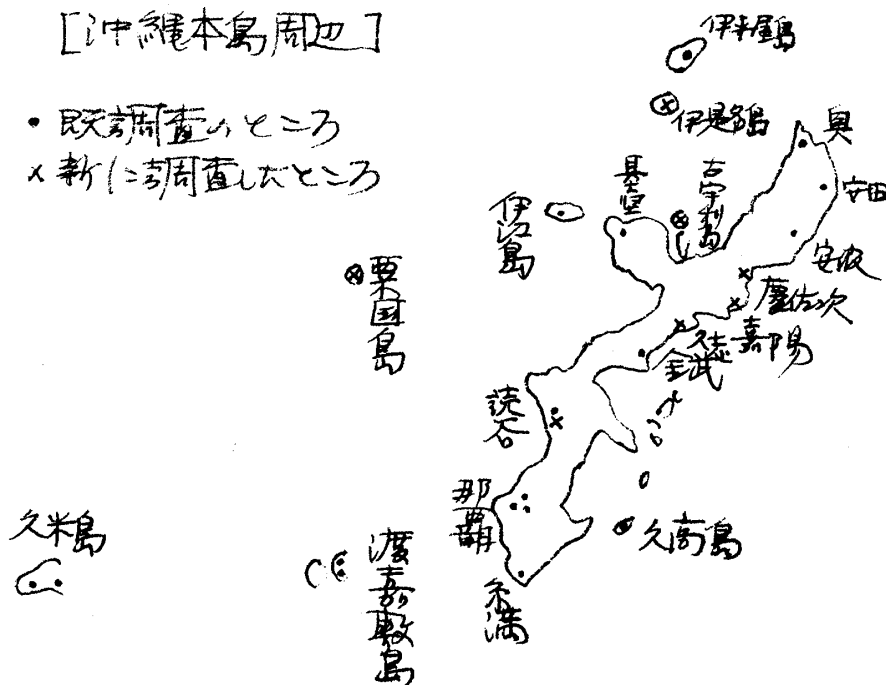 [沖縄本島周辺]
• 既調査のところ
× 新に調査したところ
伊平屋島
伊是名島
奥
安田
安波
慶佐次
嘉陽
久志
金武
古宇利島
具志堅
伊江島
粟国島
読谷
那覇
糸満
久高島
渡嘉敷島
久米島